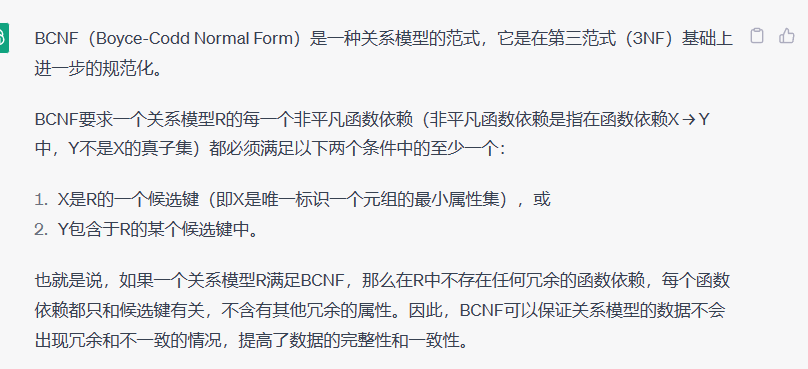 BCNF（Boyce-Codd Normal Form）是一种关系模型的范式，它是在第三范式（3NF）基础上
进一步的规范化。
BCNF要求一个关系模型R的每一个非平凡函数依赖（非平凡函数依赖是指在函数依赖X→Y
中，Y不是X的真子集）都必须满足以下两个条件中的至少一个：
1. X是R的一个候选键（即X是唯一标识一个元组的最小属性集），或
2. Y包含于R的某个候选键中。
也就是说，如果一个关系模型R满足BCNF，那么在R中不存在任何冗余的函数依赖，每个函数
依赖都只和候选键有关，不含有其他冗余的属性。因此，BCNF可以保证关系模型的数据不会
出现冗余和不一致的情况，提高了数据的完整性和一致性。